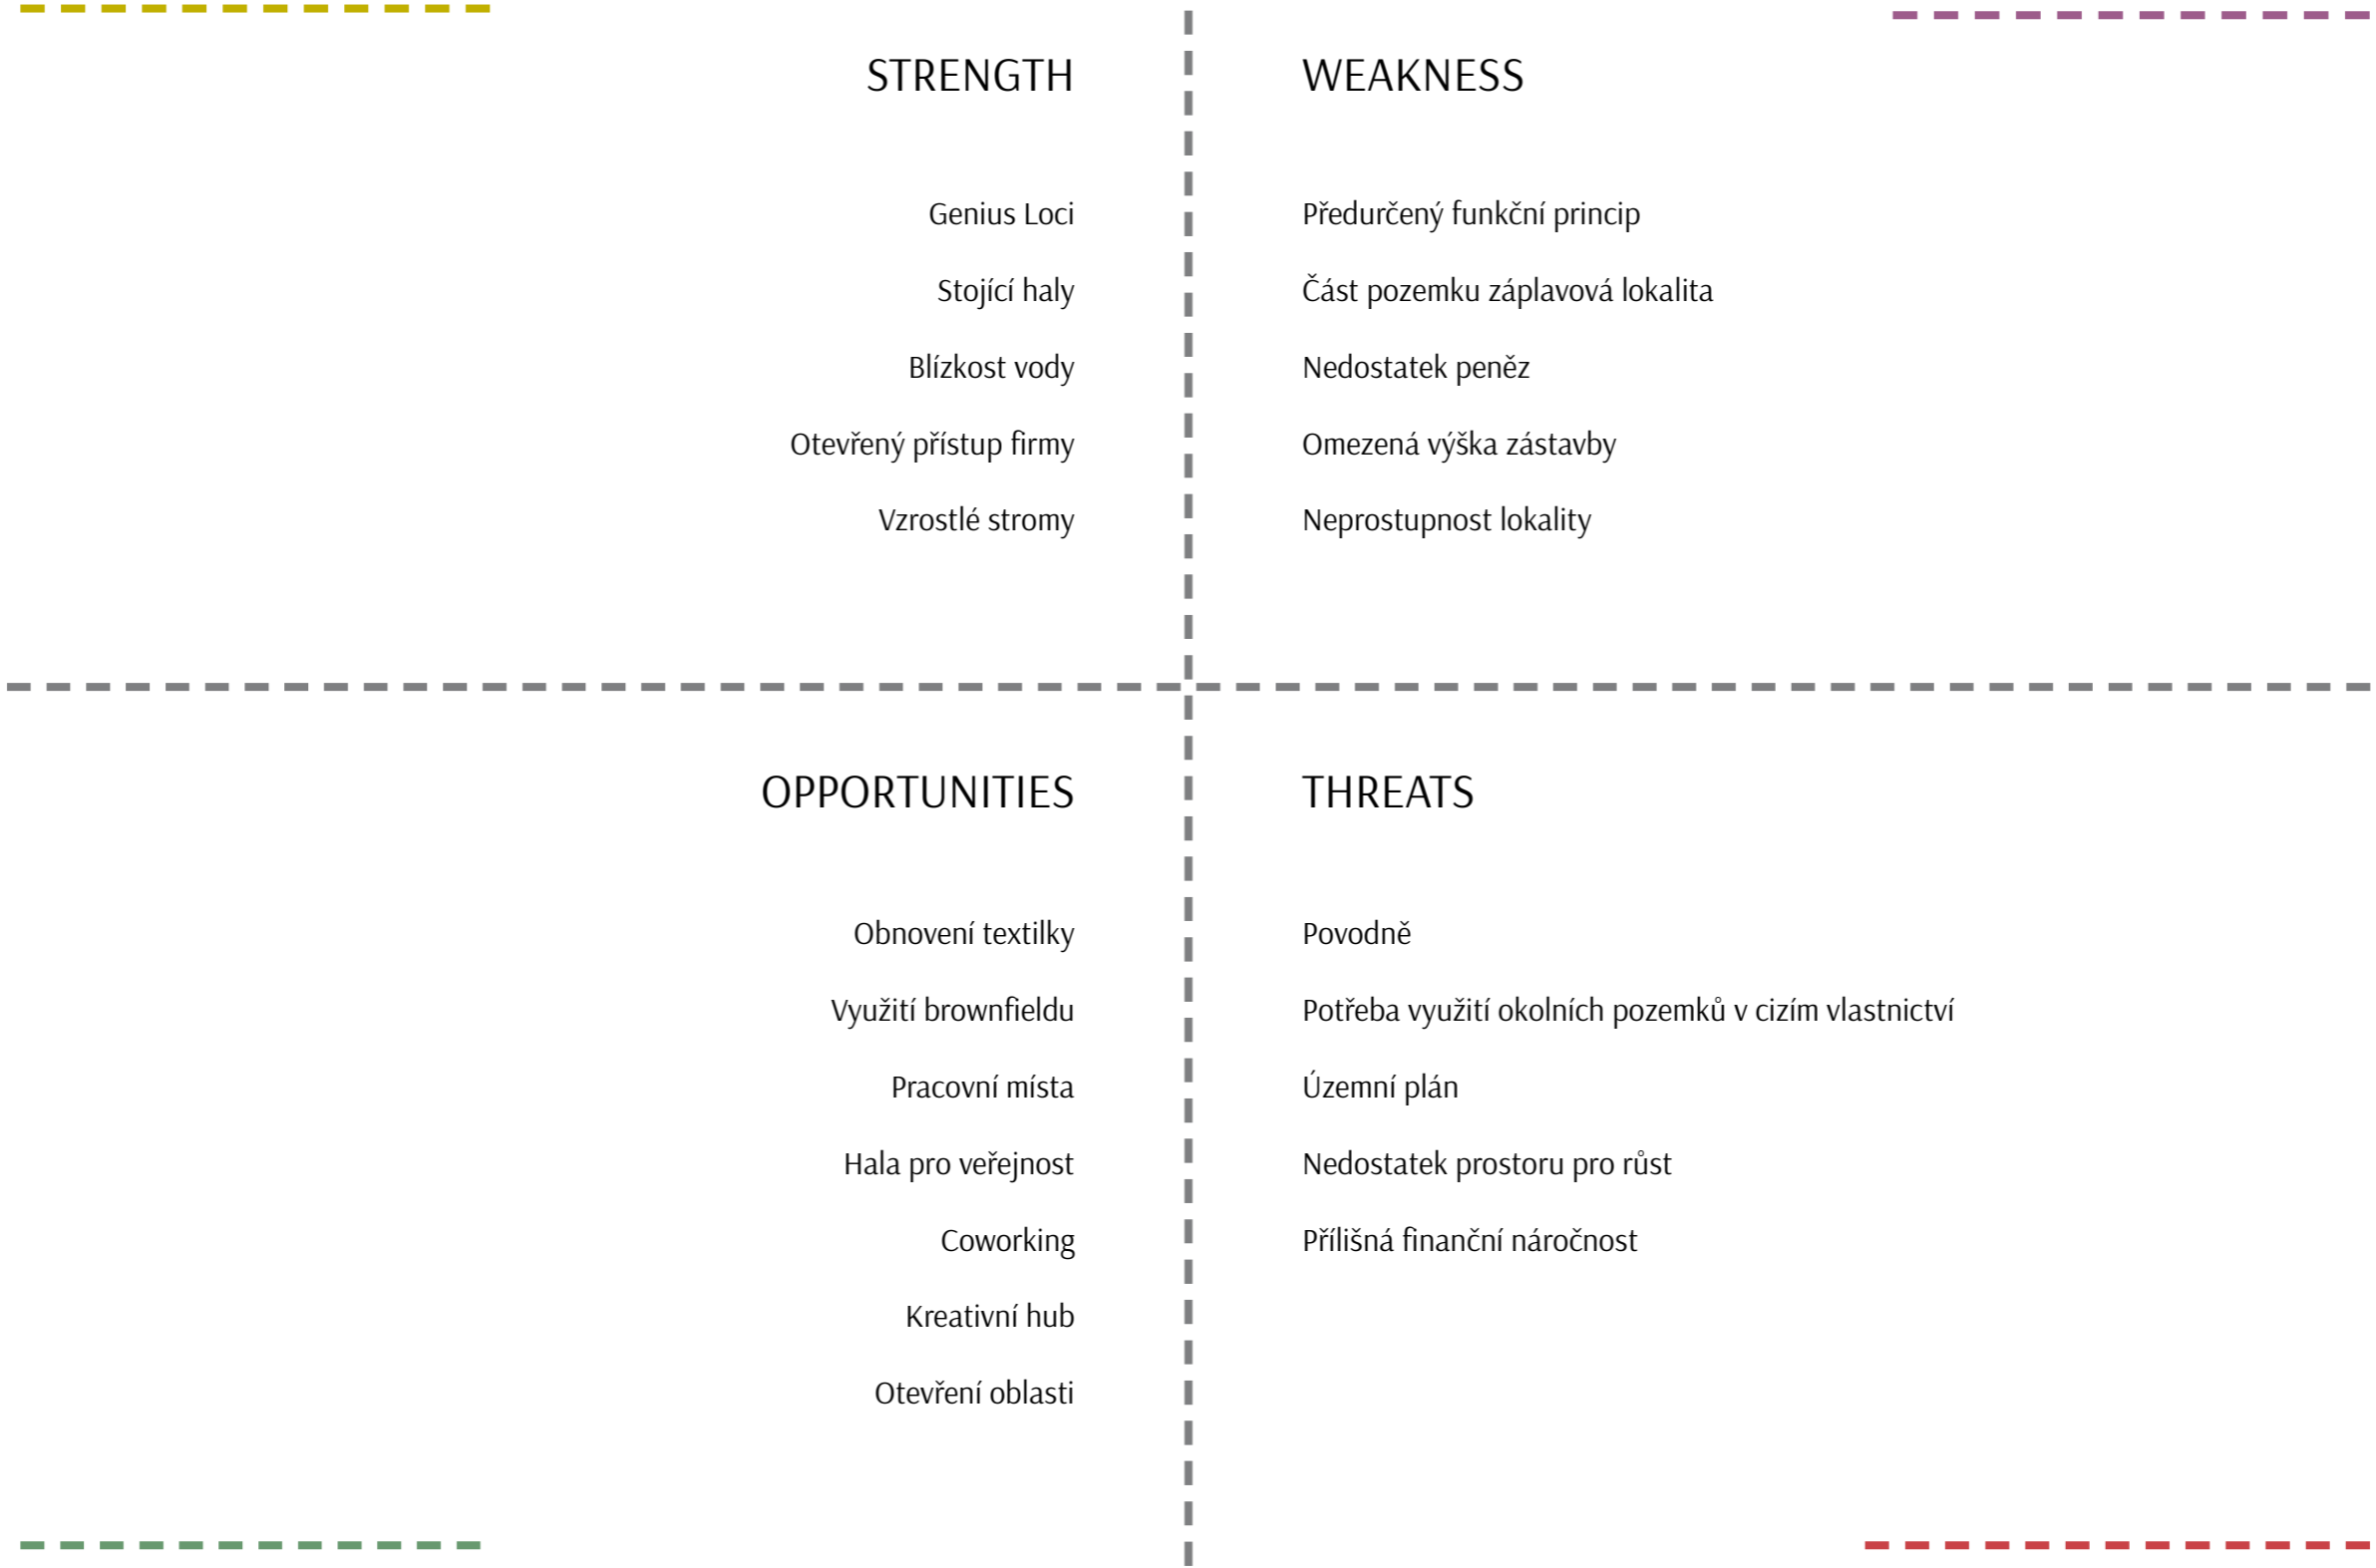 STRENGTH
Genius Loci
Stojící haly
Blízkost vody
Otevřený přístup firmy
Vzrostlé stromy
WEAKNESS
Předurčený funkční princip
Část pozemku záplavová lokalita
Nedostatek peněz
Omezená výška zástavby
Neprostupnost lokality
OPPORTUNITIES
Obnovení textilky
Využití brownfieldu
Pracovní místa
Hala pro veřejnost
Coworking
Kreativní hub
Otevření oblasti
THREATS
Povodně
Potřeba využití okolních pozemků v cizím vlastnictví
Územní plán
Nedostatek prostoru pro růst
Přílišná finanční náročnost